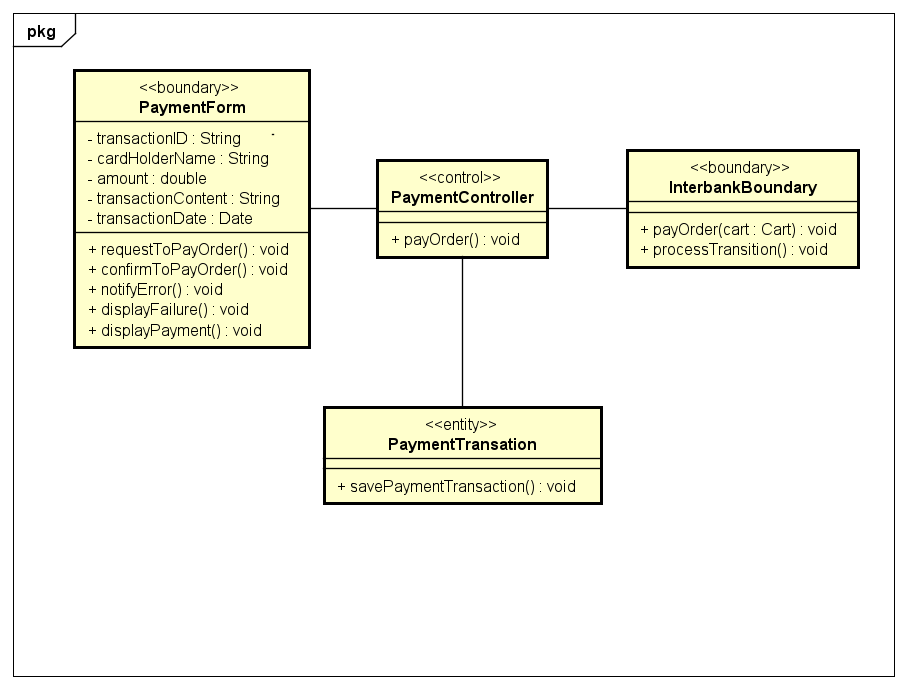 pkg
<<boundary>>
PaymentForm
- transactionID : String
- cardHolderName : String
- amount : double
- transactionContent : String
- transactionDate : Date
+ requestToPayOrder() : void
+ confirmToPayOrder() : void
+ notifyError() : void
+ displayFailure() : void
+ displayPayment() : void
<<control>>
PaymentController
+ payOrder() : void
<<boundary>>
InterbankBoundary
+ payOrder(cart : Cart) : void
+ processTransition() : void
<<entity>>
PaymentTransation
+ savePaymentTransaction() : void